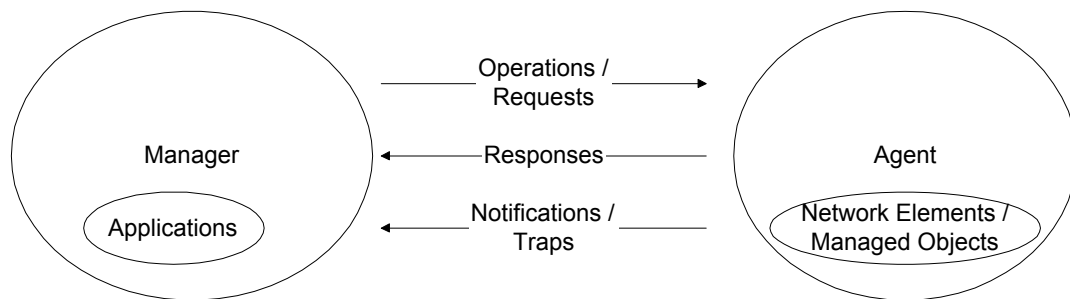 Operations /
Requests
Manager
Responses
Agent
Applications
Notifications /
Traps
Network Elements /
Managed Objects